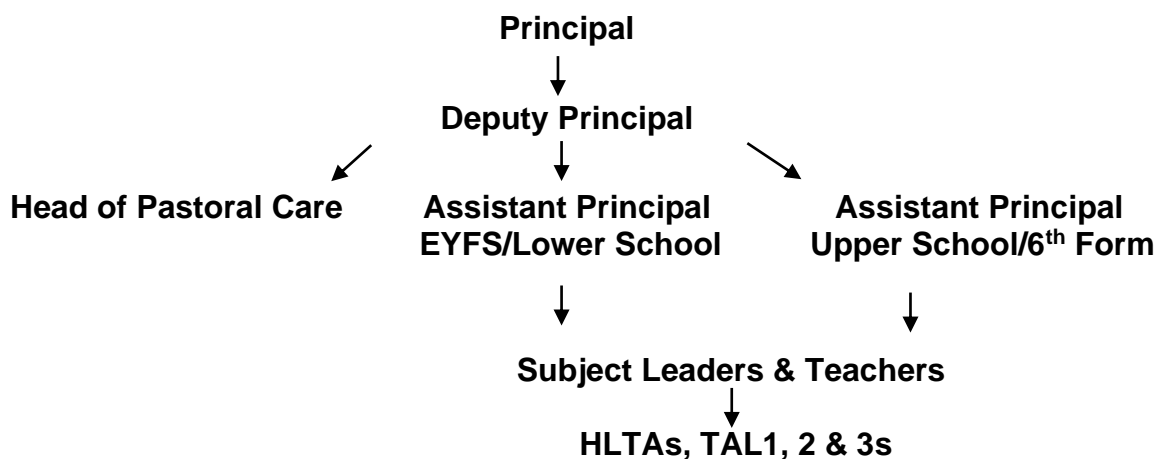 Principal
Deputy Principal
Head of Pastoral Care
Assistant Principal
EYFS/Lower School
Assistant Principal
Upper School/6th Form
Subject Leaders & Teachers
HLTAs, TAL1, 2 & 3s